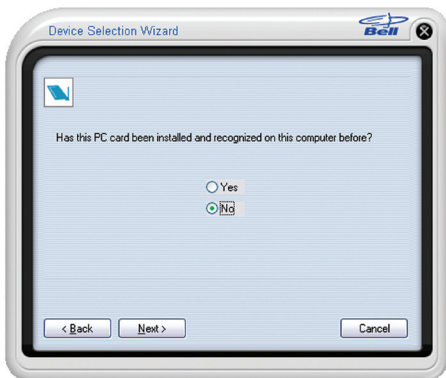 Device Selection Wizard
Bell
Has this PC card been installed and recognized on this computer before?
Yes
No
< Back
Next >
Cancel